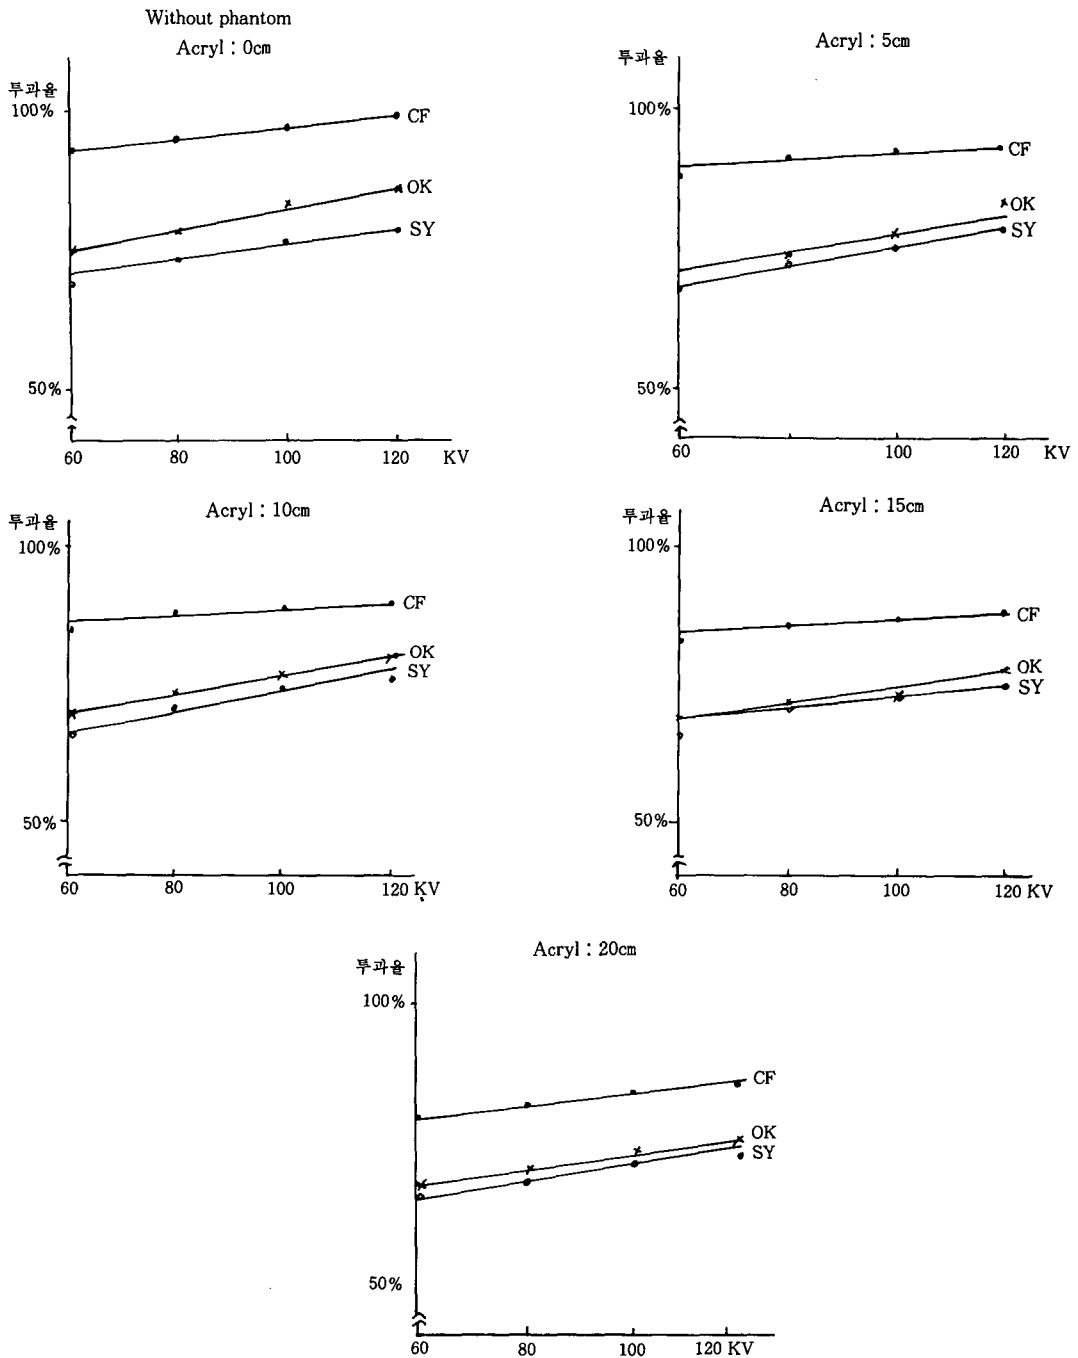 Without phantom
Acryl : 0cm
투과율
100%
CF
OK
SY
50%
60 80 100 120 KV
Acryl : 5cm
투과율
100%
CF
OK
SY
50%
60 80 100 120 KV
Acryl : 10cm
투과율
100%
CF
OK
SY
50%
60 80 100 120 KV
Acryl : 15cm
투과율
100%
CF
OK
SY
50%
60 80 100 120 KV
Acryl : 20cm
투과율
100%
CF
OK
SY
50%
60 80 100 120 KV